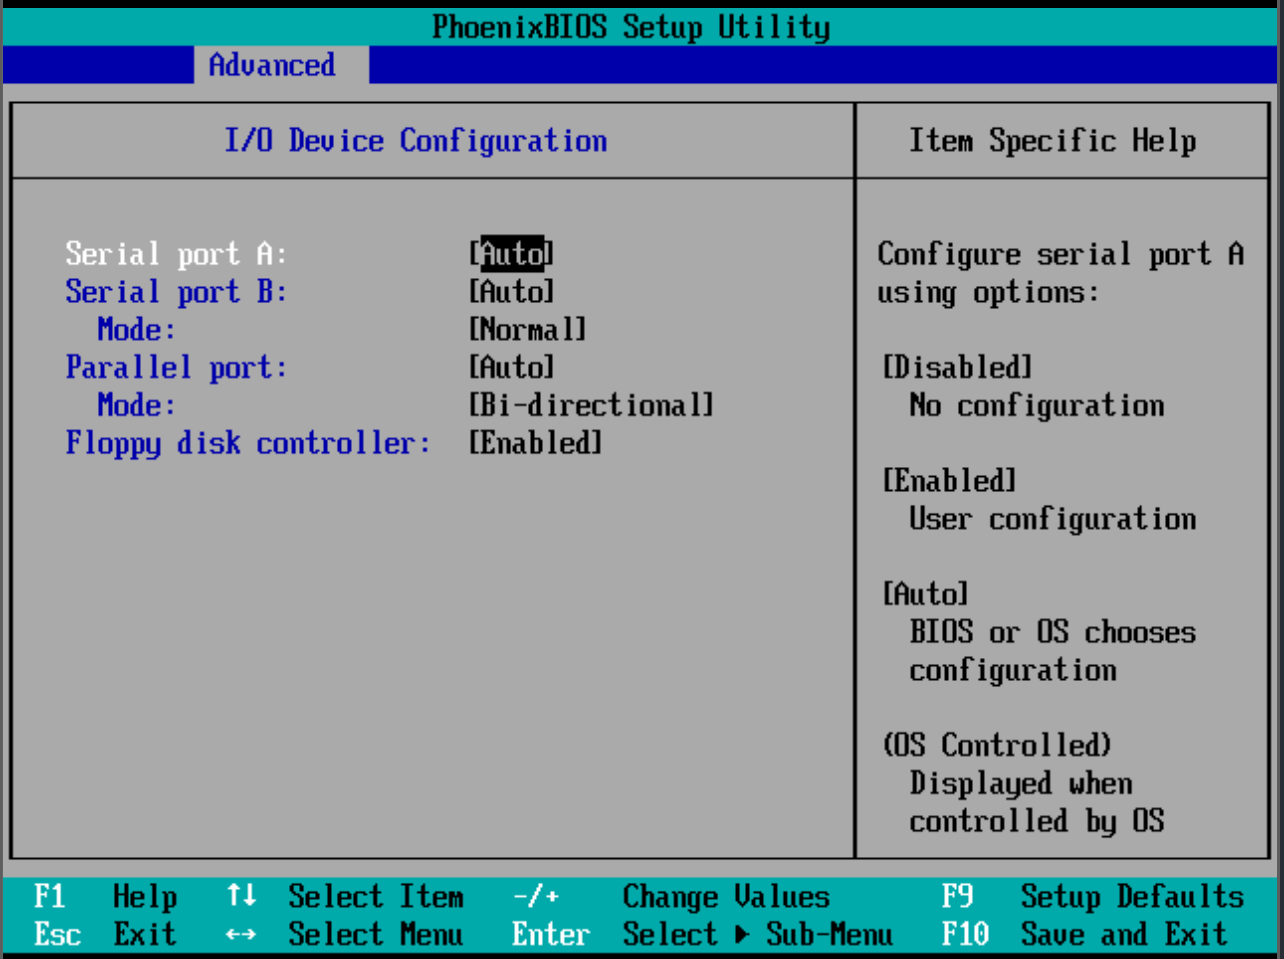 PhoenixBIOS Setup Utility
Advanced
I/O Device Configuration
Serial port A: [Auto]
Serial port B: [Auto]
Mode: [Normal]
Parallel port: [Auto]
Mode: [Bi-directional]
Floppy disk controller: [Enabled]
Item Specific Help
Configure serial port A
using options:
[Disabled]
No configuration
[Enabled]
User configuration
[Auto]
BIOS or OS chooses
configuration
(OS Controlled)
Displayed when
controlled by OS
F1 Help ↑↓ Select Item -/+ Change Values F9 Setup Defaults
Esc Exit ↔ Select Menu Enter Select ▶ Sub-Menu F10 Save and Exit